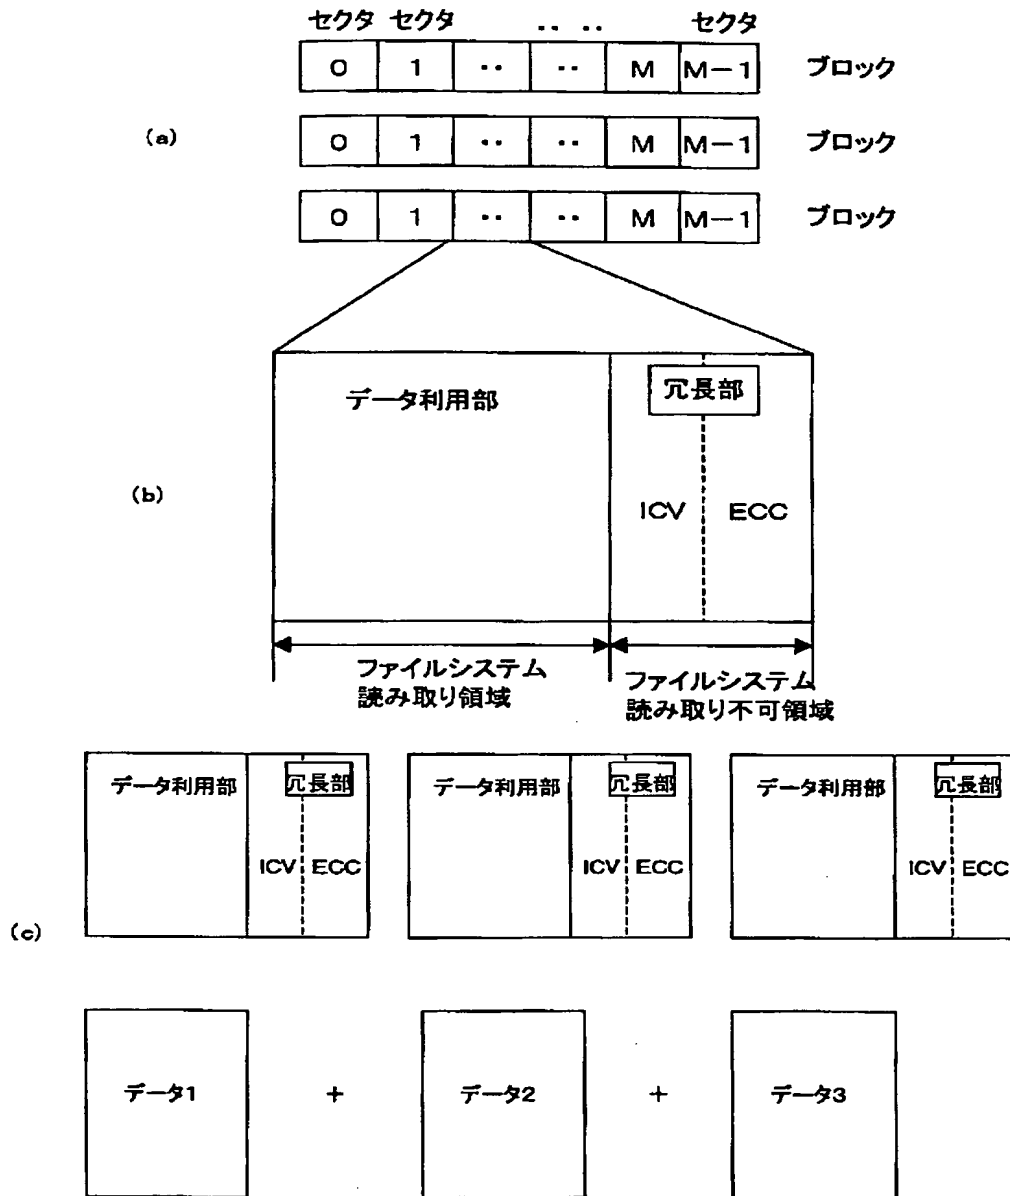 セクタ セクタ ‥ ‥ セクタ
0 1 ‥ ‥ M M-1 ブロック
(a)
0 1 ‥ ‥ M M-1 ブロック
0 1 ‥ ‥ M M-1 ブロック
(b)
データ利用部
冗長部
ICV ECC
ファイルシステム
読み取り領域
ファイルシステム
読み取り不可領域
(c)
データ利用部 冗長部 データ利用部 冗長部 データ利用部 冗長部
ICV ECC ICV ECC ICV ECC
データ1 + データ2 + データ3